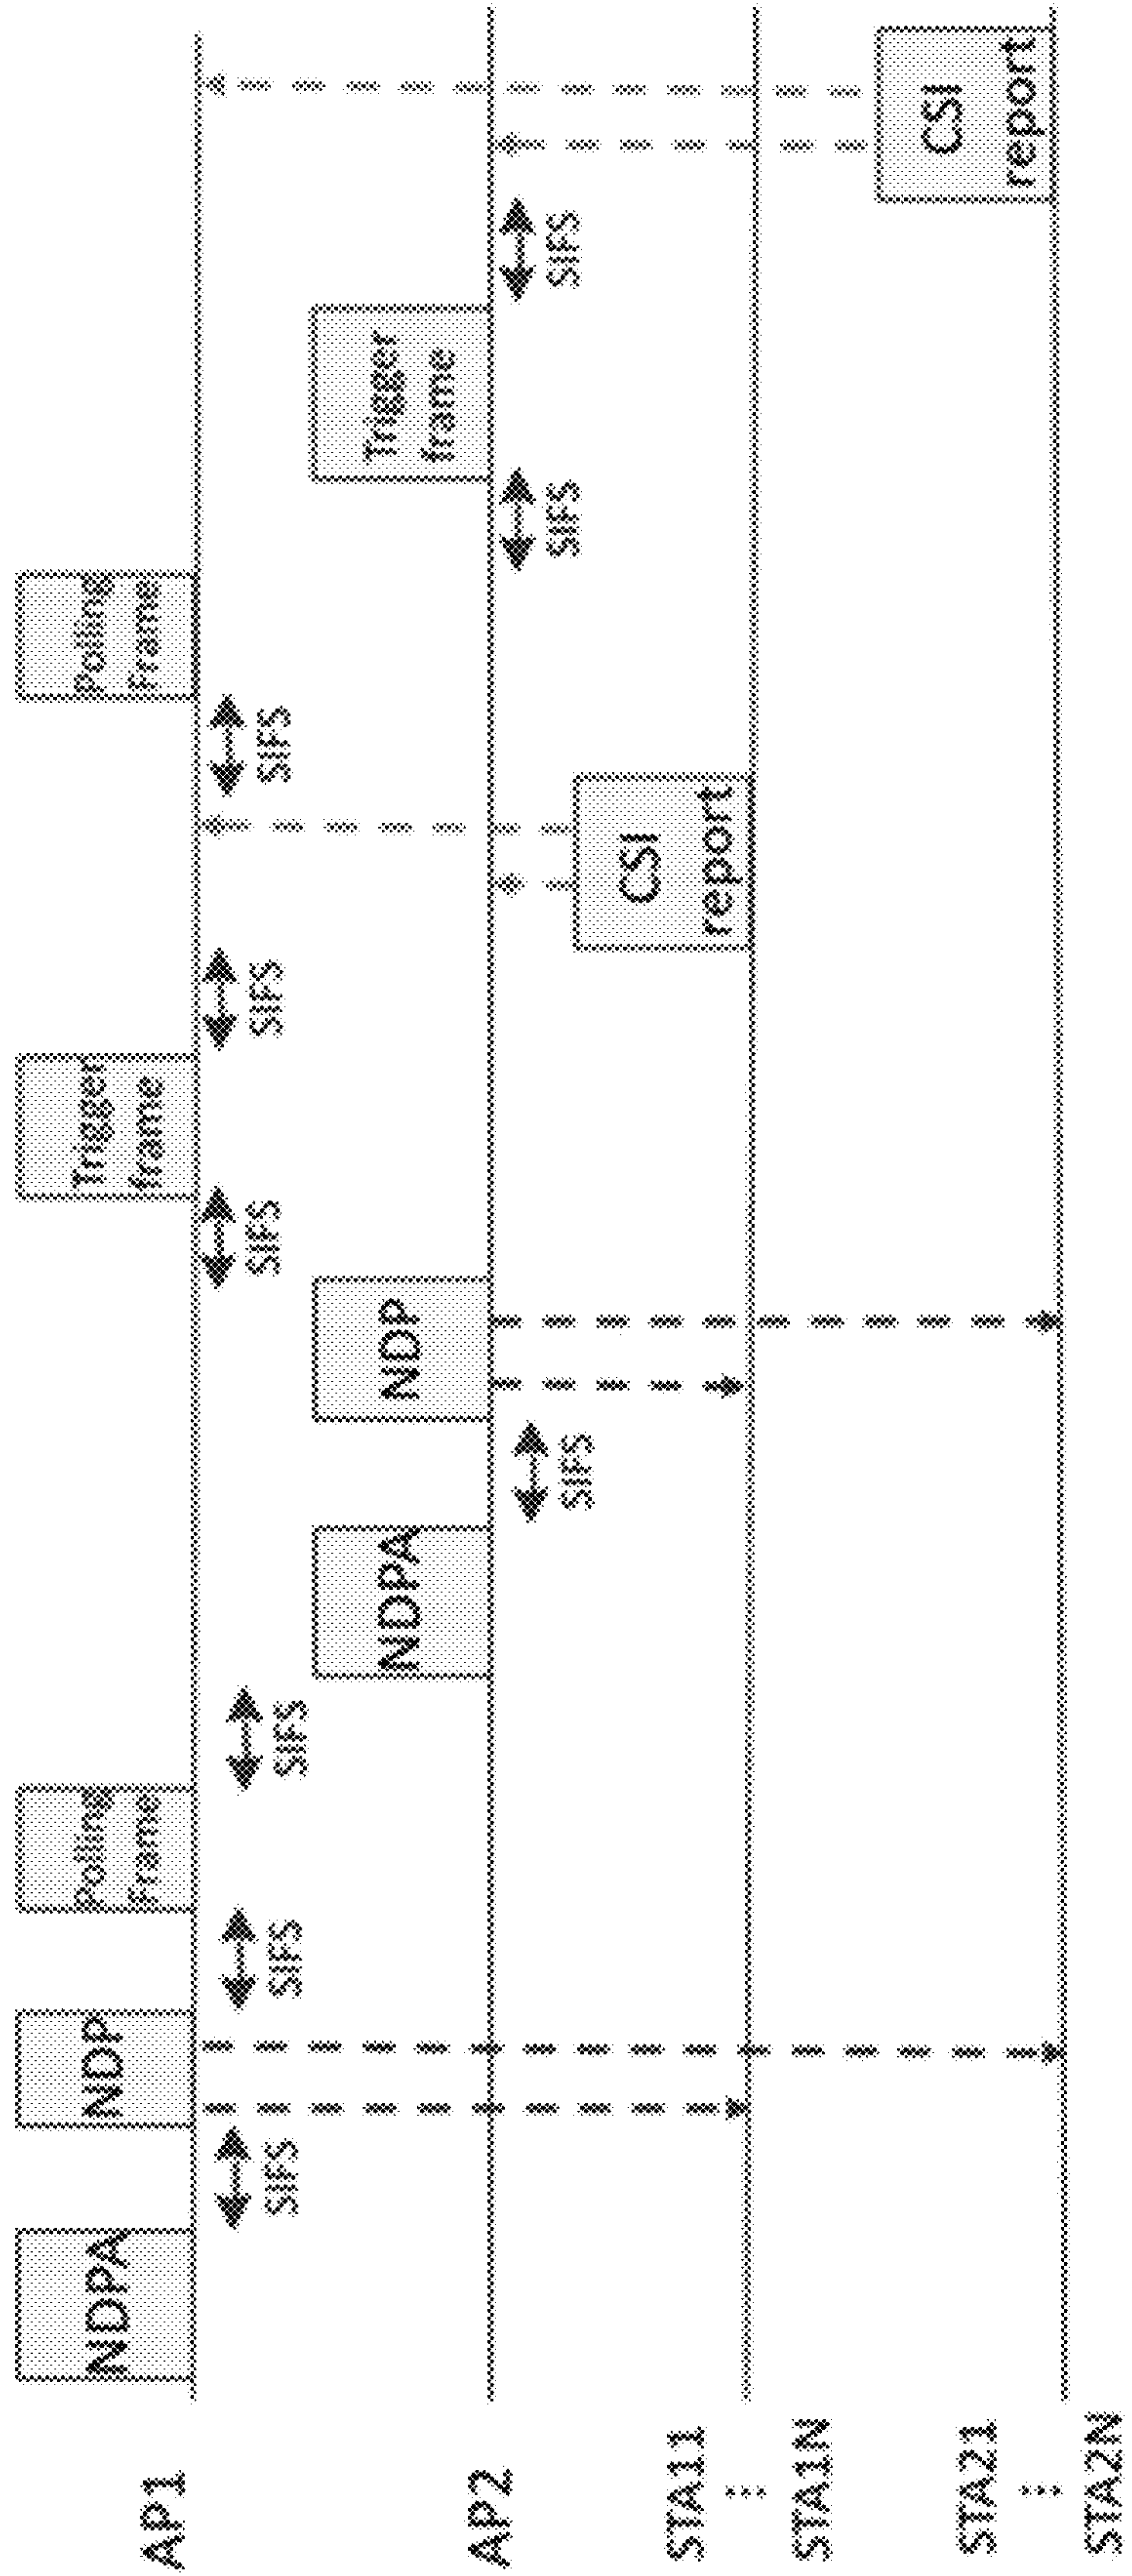 AP1
NDPA
SIFS
NDP
SIFS
Polling
Frame
SIFS
SIFS
Trigger
frame
SIFS
SIFS
Polling
Frame
AP2
NDPA
SIFS
NDP
SIFS
Trigger
frame
SIFS
STA11
⋮
STA1N
CSI
report
STA21
⋮
STA2N
CSI
report